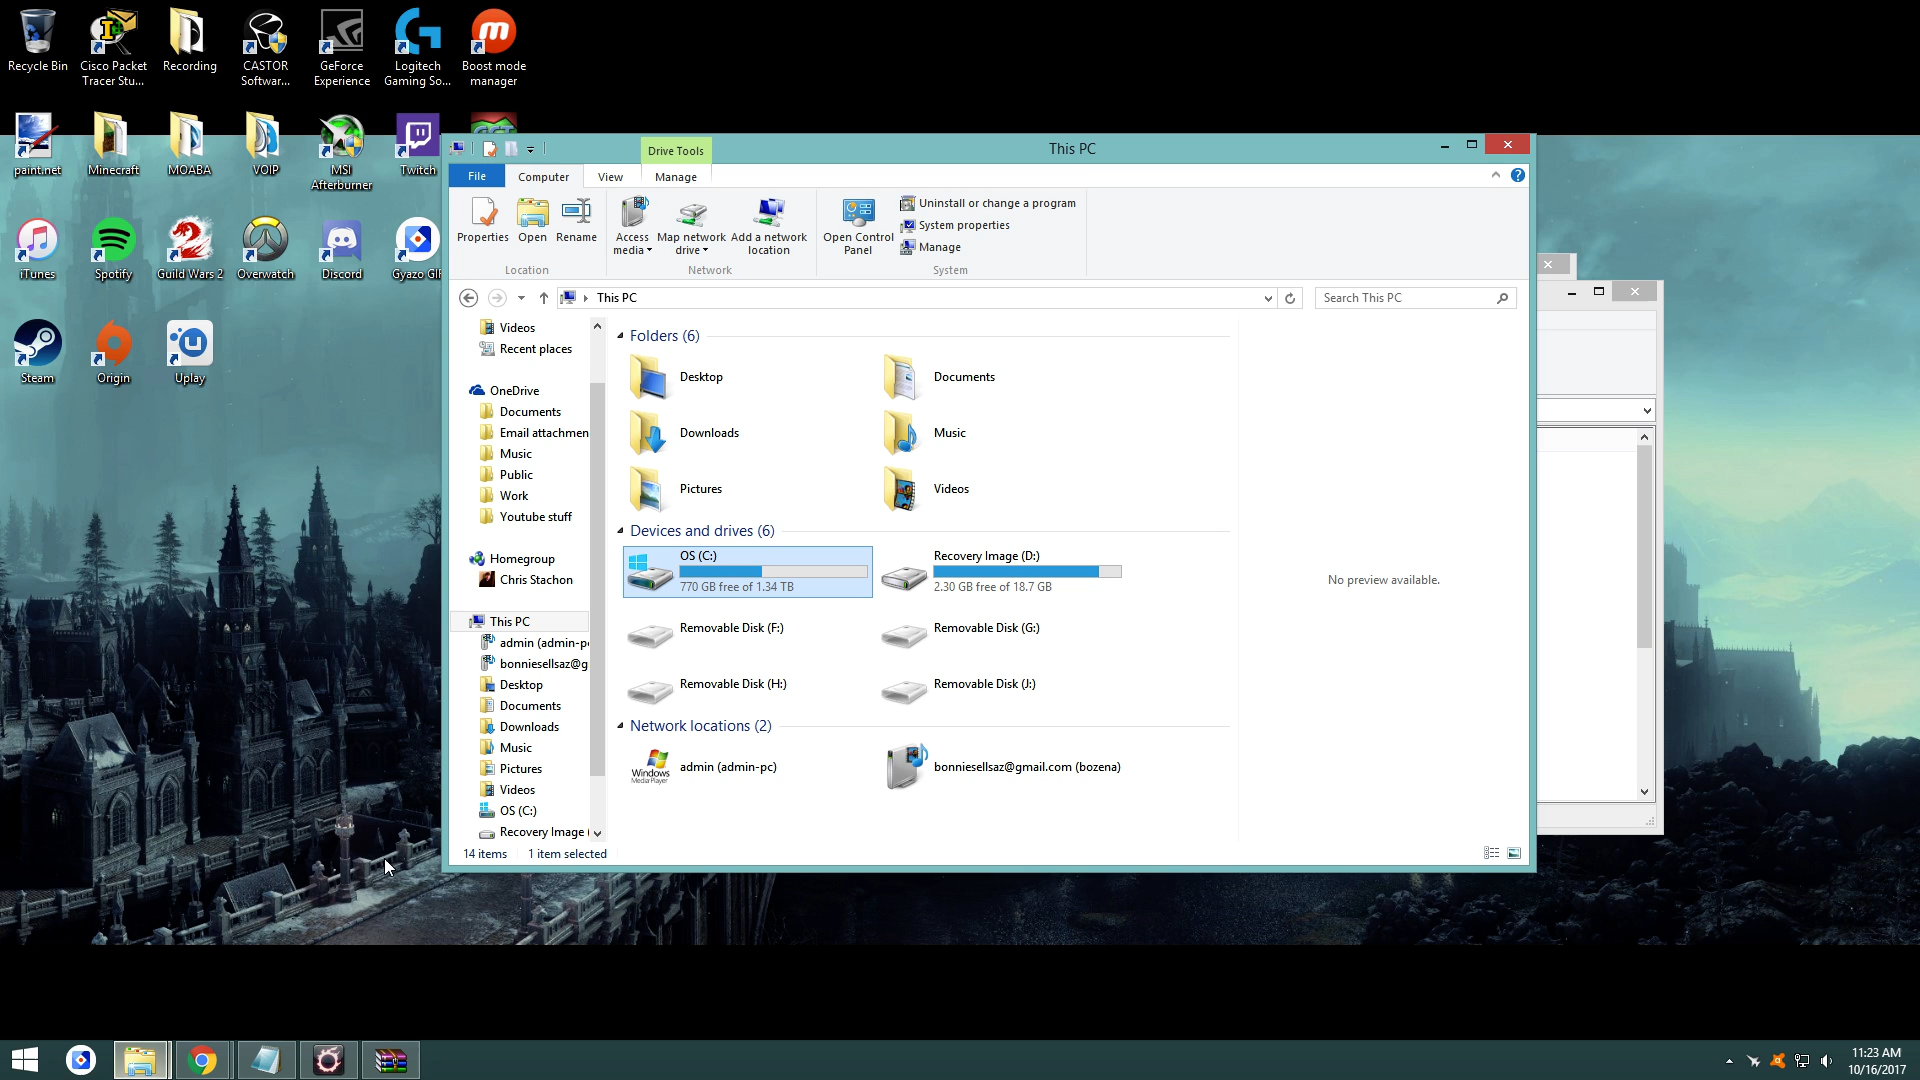 Recycle Bin
Cisco Packet
Tracer Stu...
Recording
CASTOR
Softwar...
GeForce
Experience
Logitech
Gaming So...
Boost mode
manager
paint.net
Minecraft
MOABA
VOIP
MSI
Afterburner
Twitch
iTunes
Spotify
Guild Wars 2
Overwatch
Discord
Gyazo GIF
Steam
Origin
Uplay
Drive Tools
This PC
File
Computer
View
Manage
Properties
Open
Rename
Access
media
Map network
drive
Add a network
location
Open Control
Panel
Uninstall or change a program
System properties
Manage
Location
Network
System
This PC
Search This PC
Videos
Recent places
OneDrive
Documents
Email attachmen
Music
Public
Work
Youtube stuff
Homegroup
Chris Stachon
This PC
admin (admin-p
bonniesellsaz@g
Desktop
Documents
Downloads
Music
Pictures
Videos
OS (C:)
Recovery Image (
Folders (6)
Desktop
Documents
Downloads
Music
Pictures
Videos
Devices and drives (6)
OS (C:)
770 GB free of 1.34 TB
Recovery Image (D:)
2.30 GB free of 18.7 GB
Removable Disk (F:)
Removable Disk (G:)
Removable Disk (H:)
Removable Disk (J:)
Network locations (2)
Windows
Media Player
admin (admin-pc)
bonniesellsaz@gmail.com (bozena)
No preview available.
14 items
1 item selected
11:23 AM
10/16/2017